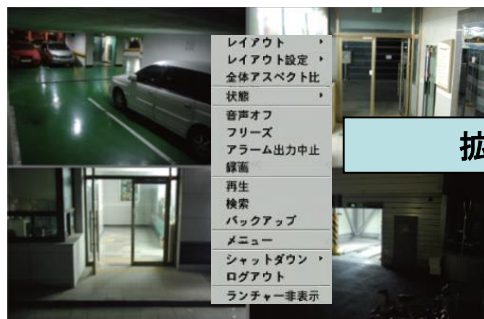 レイアウト
レイアウト設定
全体アスペクト比
状態
音声オフ
フリーズ
アラーム出力中止
録画
再生
検索
バックアップ
メニュー
シャットダウン
ログアウト
ランチャー非表示
拡